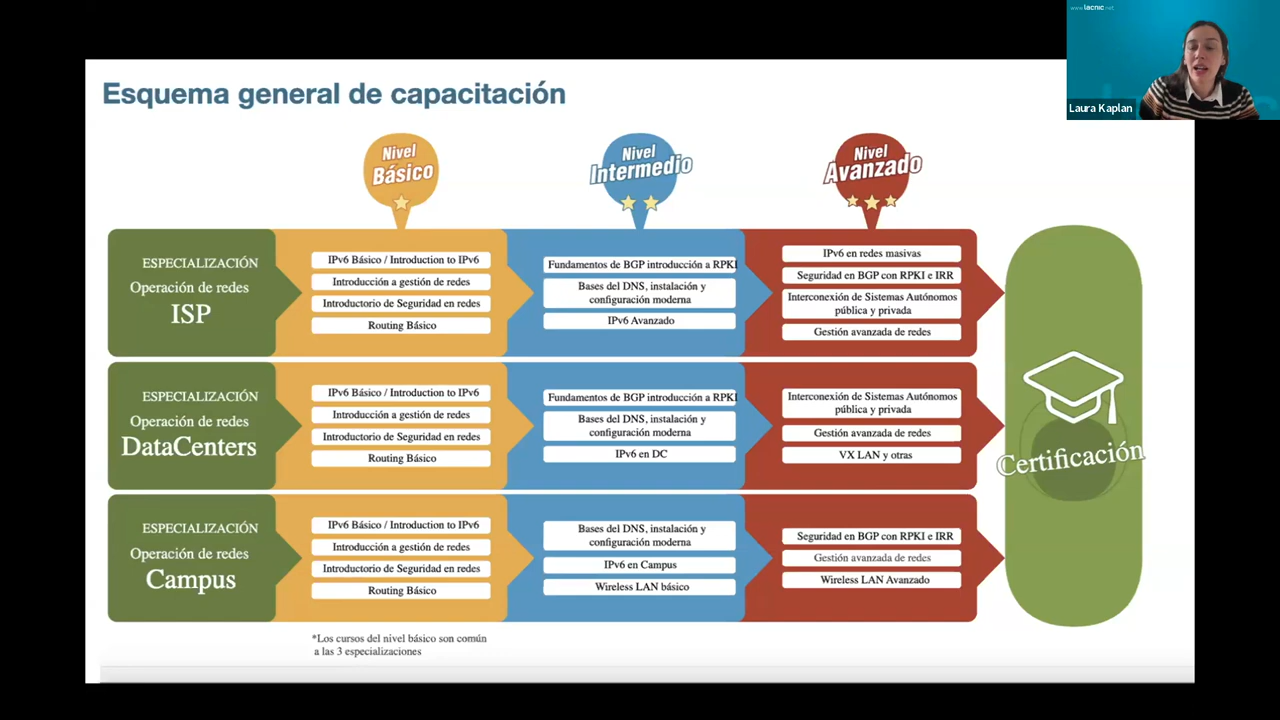 www.lacnic.net
Laura Kaplan
Esquema general de capacitación
Nivel
Básico
Nivel
Intermedio
Nivel
Avanzado
ESPECIALIZACIÓN
Operación de redes
ISP
IPv6 Básico / Introduction to IPv6
Introducción a gestión de redes
Introductorio de Seguridad en redes
Routing Básico
Fundamentos de BGP introducción a RPKI
Bases del DNS, instalación y
configuración moderna
IPv6 Avanzado
IPv6 en redes masivas
Seguridad en BGP con RPKI e IRR
Interconexión de Sistemas Autónomos
pública y privada
Gestión avanzada de redes
ESPECIALIZACIÓN
Operación de redes
DataCenters
IPv6 Básico / Introduction to IPv6
Introducción a gestión de redes
Introductorio de Seguridad en redes
Routing Básico
Fundamentos de BGP introducción a RPKI
Bases del DNS, instalación y
configuración moderna
IPv6 en DC
Interconexión de Sistemas Autónomos
pública y privada
Gestión avanzada de redes
VX LAN y otras
ESPECIALIZACIÓN
Operación de redes
Campus
IPv6 Básico / Introduction to IPv6
Introducción a gestión de redes
Introductorio de Seguridad en redes
Routing Básico
Bases del DNS, instalación y
configuración moderna
IPv6 en Campus
Wireless LAN básico
Seguridad en BGP con RPKI e IRR
Gestión avanzada de redes
Wireless LAN Avanzado
Certificación
*Los cursos del nivel básico son común
a las 3 especializaciones